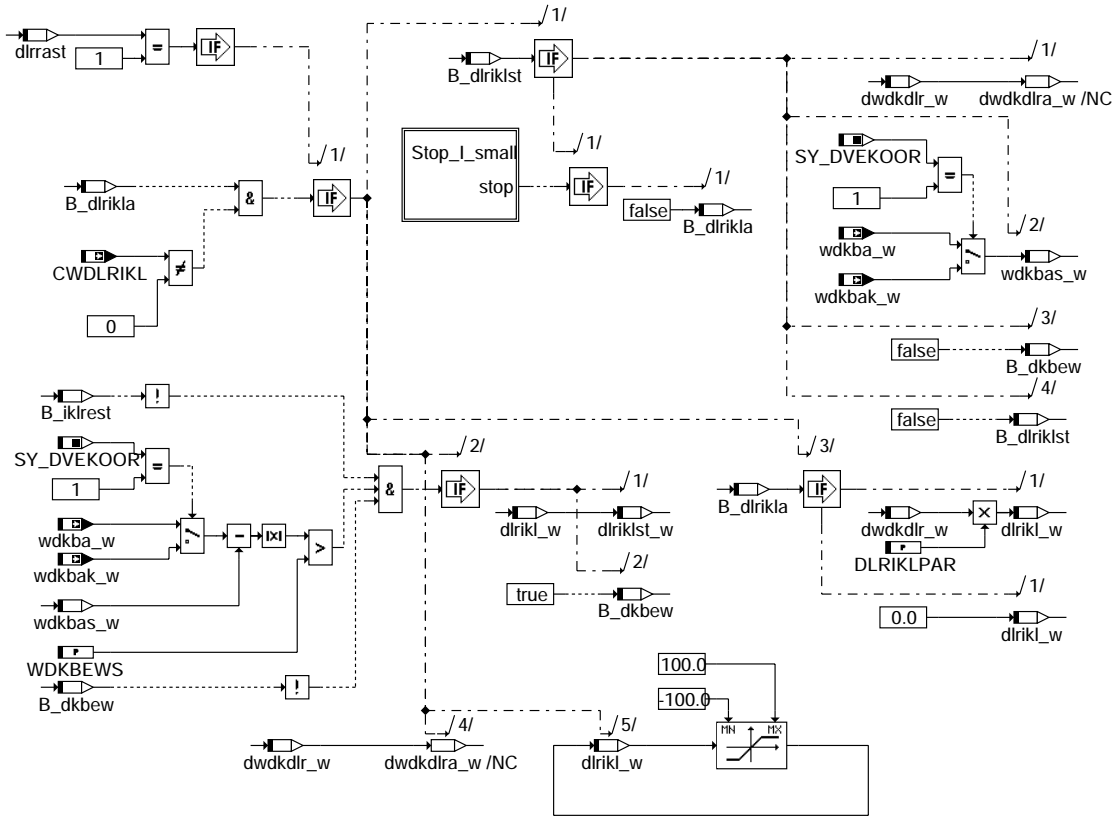 /1/
dlrrast
1
=
IF
/1/
B_dlriklst
IF
/1/
dwdkdlr_w
dwdkdlra_w /NC
/1/
/1/
Stop_I_small
stop
IF
/1/
false
B_dlrikla
SY_DVEKOOR
=
1
/2/
wdkba_w
wdkbak_w
wdkbas_w
B_dlrikla
&
IF
CWDLRIKL
≠
0
/3/
false
B_dkbew
/4/
false
B_dlriklst
B_iklrest
!
SY_DVEKOOR
=
1
wdkba_w
wdkbak_w
-
|x|
>
wdkbas_w
P
WDKBEWS
B_dkbew
!
&
/2/
IF
/1/
dlrikl_w
dlriklst_w
/2/
true
B_dkbew
/3/
B_dlrikla
IF
/1/
dwdkdlr_w
X
dlrikl_w
P
DLRIKLPAR
/1/
0.0
dlrikl_w
100.0
-100.0
MN
MX
/4/
dwdkdlr_w
dwdkdlra_w /NC
/5/
dlrikl_w